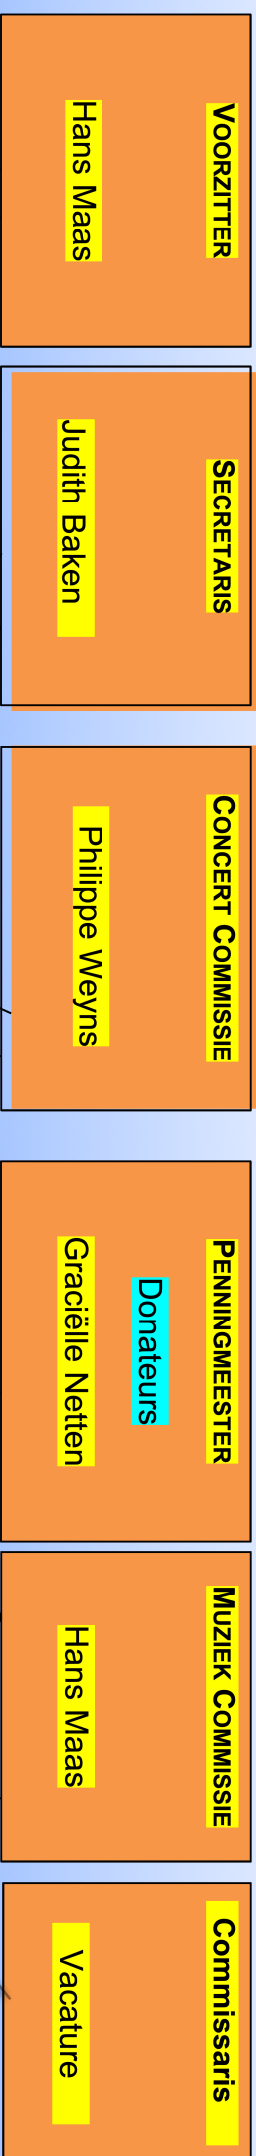 VOORZITTER
Hans Maas
SECRETARIS
Judith Baken
CONCERT COMMISSIE
Philippe Weyns
PENNINGMEESTER
Donateurs
Graciëlle Netten
MUZIEK COMMISSIE
Hans Maas
Commissaris
Vacature